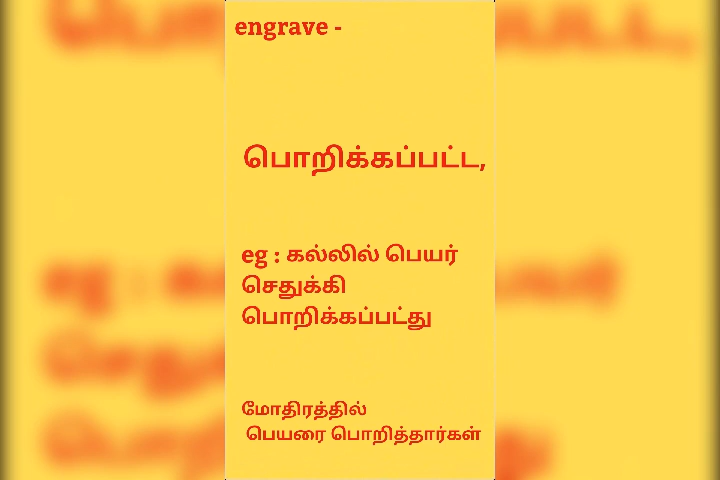 engrave -
பொறிக்கப்பட்ட,
eg : கல்லில் பெயர்
செதுக்கி
பொறிக்கப்பட்து
மோதிரத்தில்
பெயரை பொறித்தார்கள்